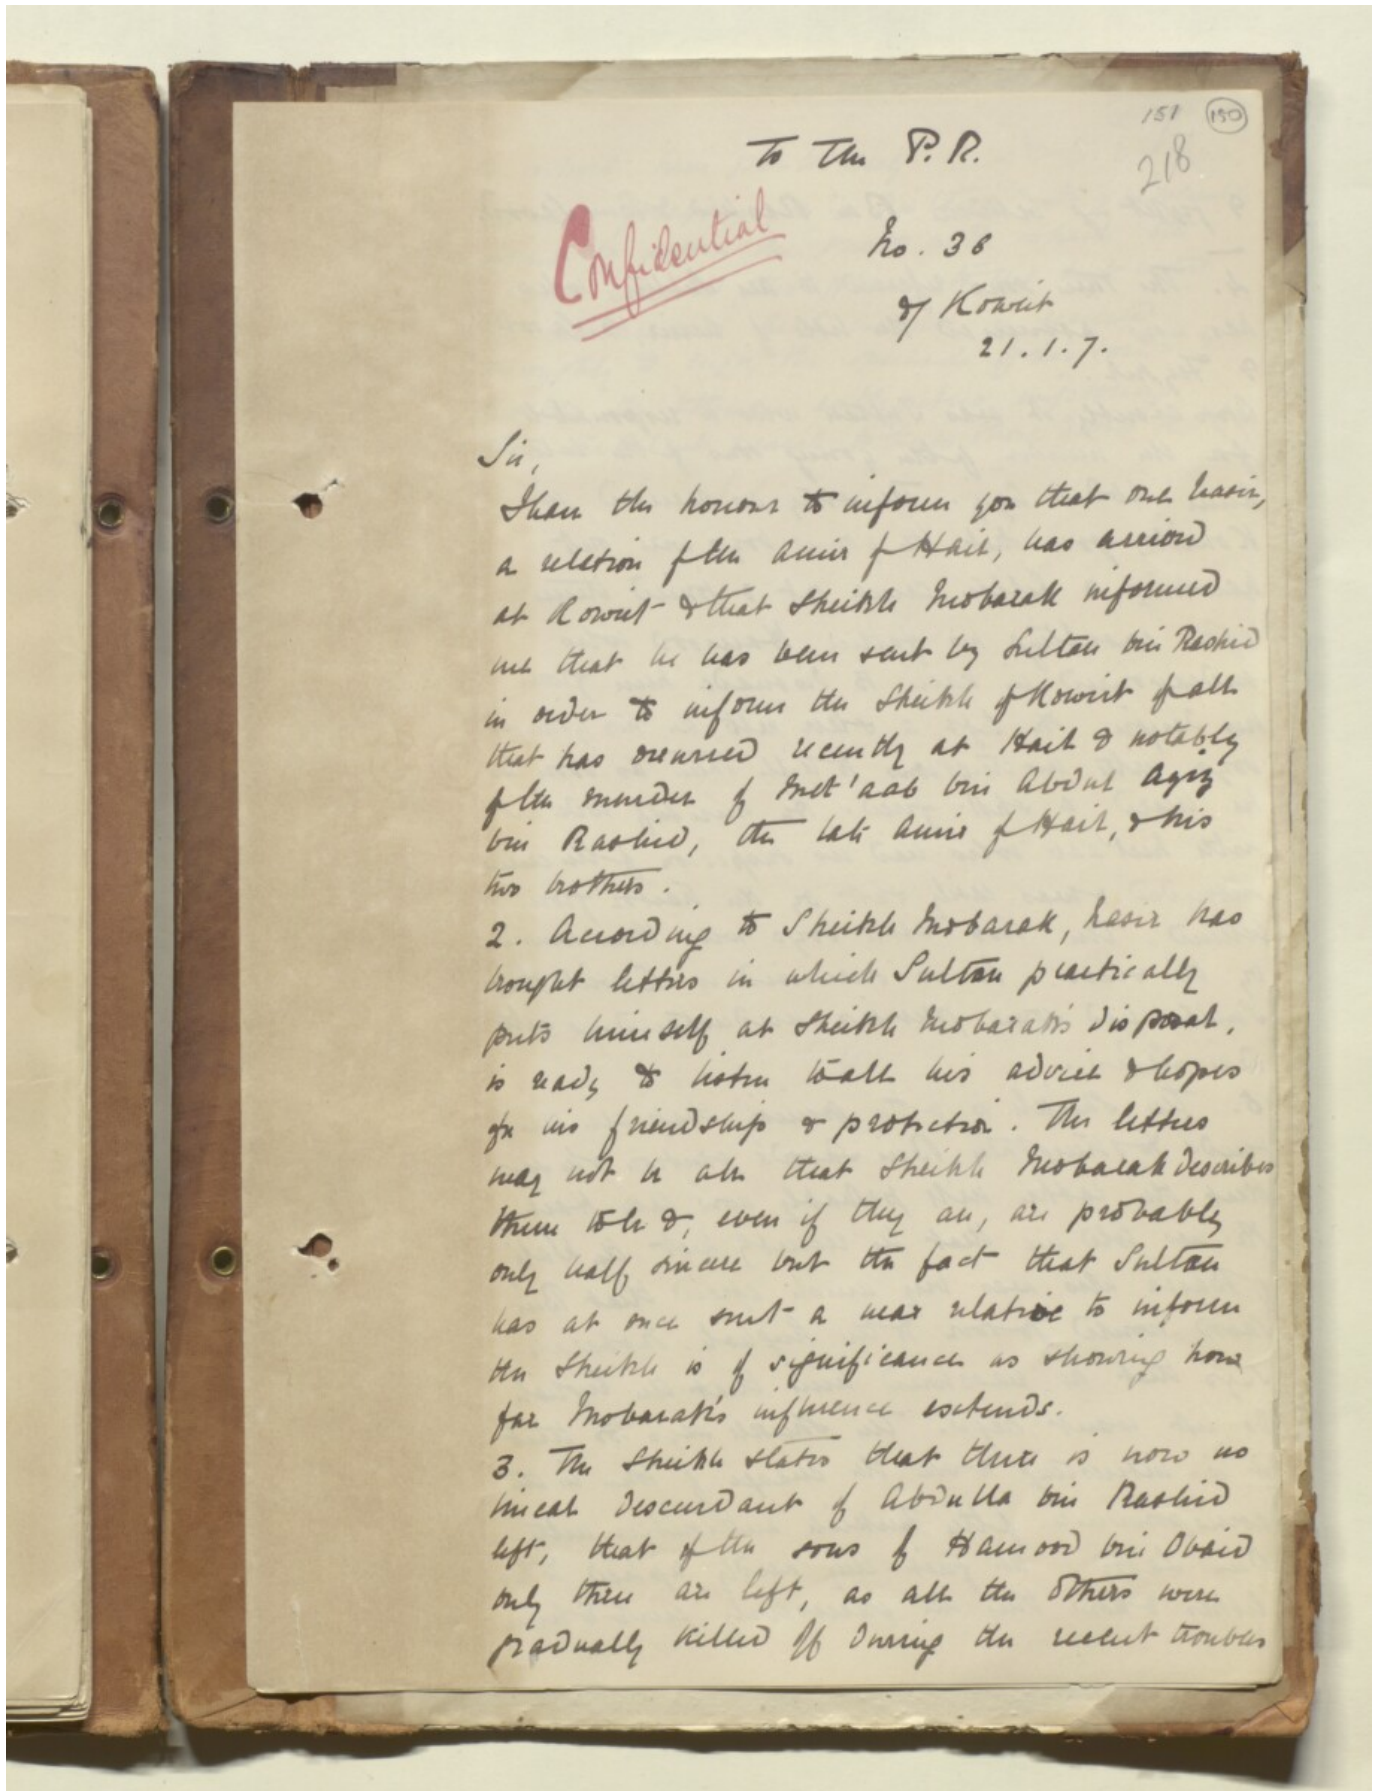 151 150
218
To the P. R.
Confidential
No. 36
of Koweit
21. 1. 7.
Sir,
I have the honour to inform you that one Nasir,
a relation of the Amir of Hail, has arrived
at Koweit & that Sheikh Mobarak informed
me that he has been sent by Sultan bin Rashid
in order to inform the Sheikh of Koweit of all
that has occurred recently at Hail & notably
of the murder of Met'aab bin Abdul Aziz
bin Rashid, the late Amir of Hail, & his
two brothers.
2. According to Sheikh Mobarak, Nasir has
brought letters in which Sultan practically
puts himself at Sheikh Mobarak's disposal,
is ready to listen to all his advice & hopes
for his friendship & protection. The letters
may not be all that Sheikh Mobarak describes
them to be &, even if they are, are probably
only half sincere but the fact that Sultan
has at once sent a near relative to inform
the Sheikh is of significance as showing how
far Mobarak's influence extends.
3. The Sheikh states that there is now no
lineal descendant of Abdulla bin Rashid
left, that of the sons of Hamood bin Obaid
only three are left, as all the others were
gradually killed off during the recent troubles